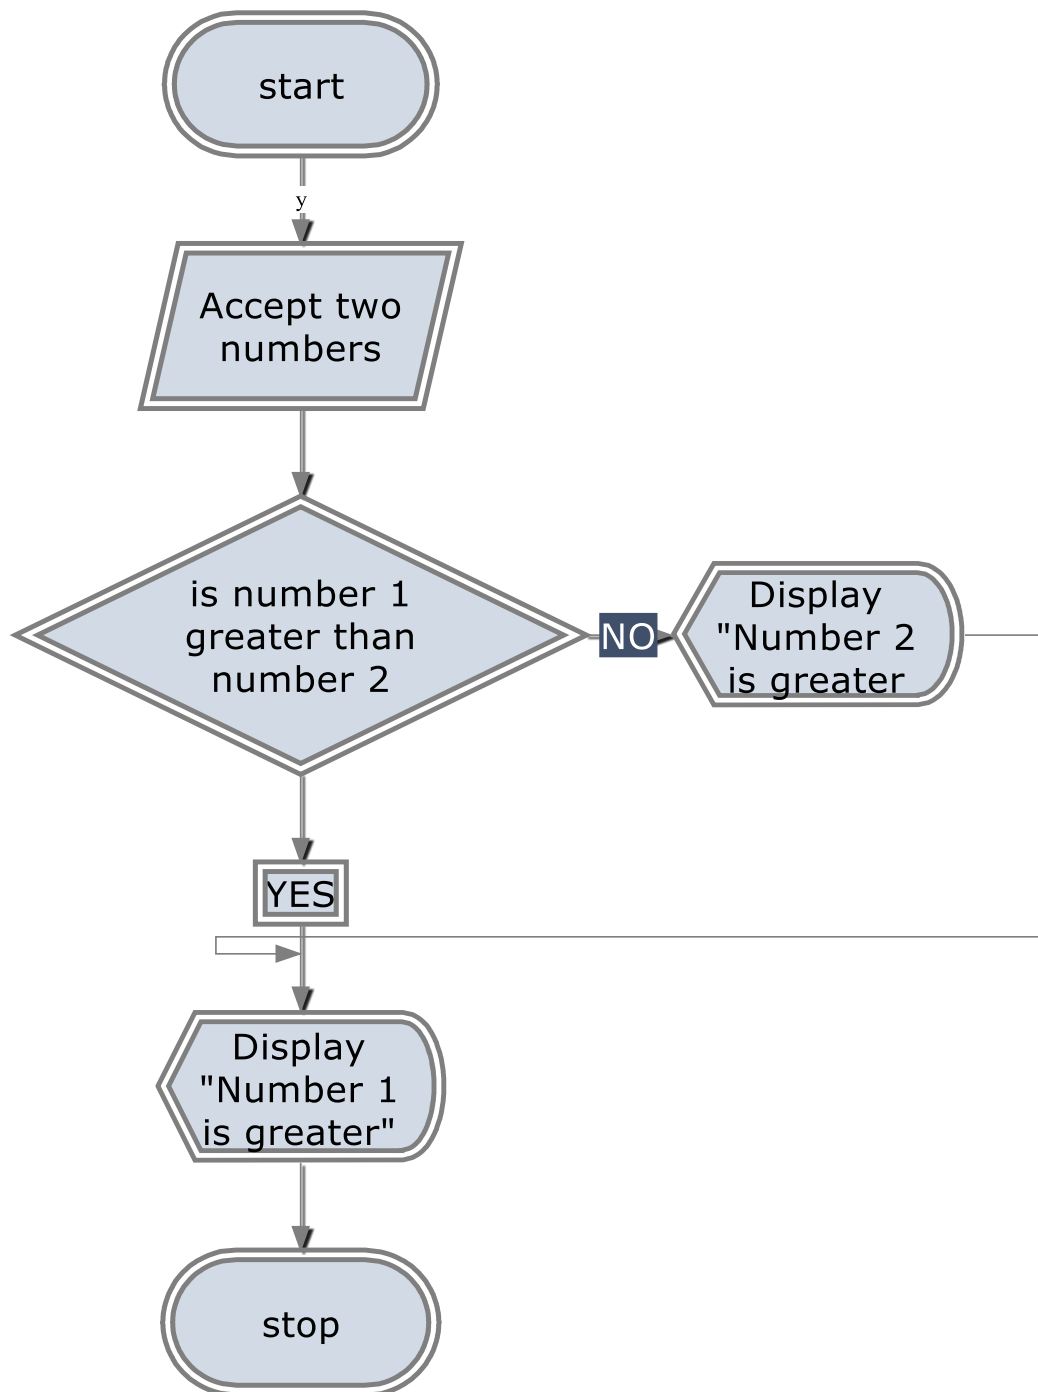 start
y
Accept two
numbers
is number 1
greater than
number 2
NO
Display
"Number 2
is greater
YES
Display
"Number 1
is greater"
stop